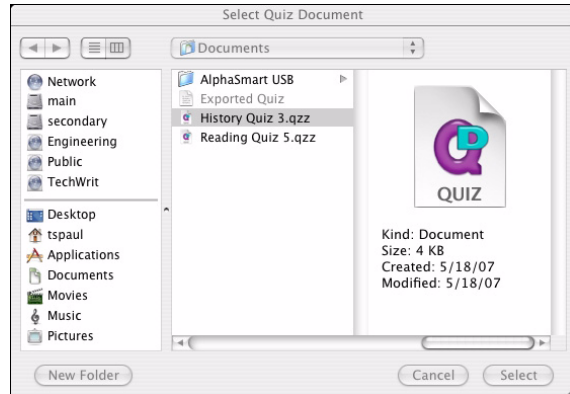 Select Quiz Document
Documents
Network
main
secondary
Engineering
Public
TechWrit
Desktop
tspaul
Applications
Documents
Movies
Music
Pictures
AlphaSmart USB
Exported Quiz
History Quiz 3.qzz
Reading Quiz 5.qzz
QD
QUIZ
Kind: Document
Size: 4 KB
Created: 5/18/07
Modified: 5/18/07
New Folder
Cancel
Select